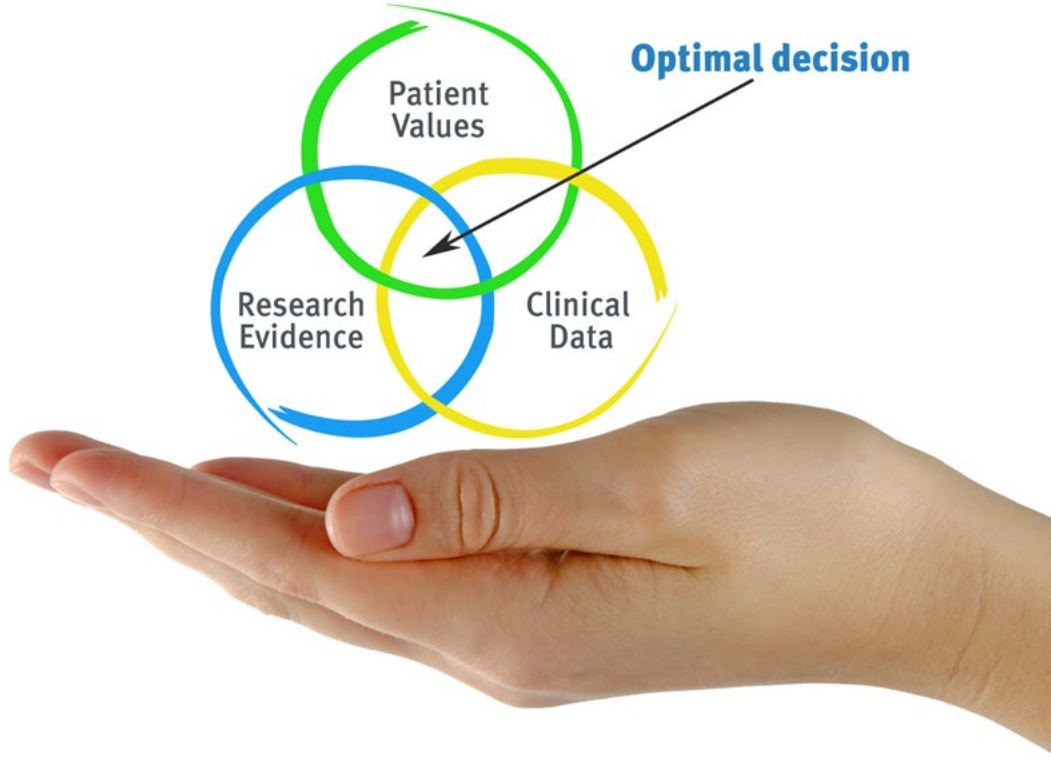 Optimal decision
Patient
Values
Research
Evidence
Clinical
Data